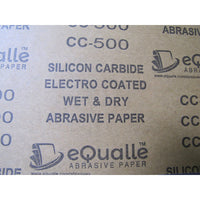 CC-500
CC-500
SILICON CARBIDE
ELECTRO COATED
WET & DRY
ABRASIVE PAPER
CC
CC
eQualle
ABRASIVE PAPER
eQualle
ABRASIVE PAPER